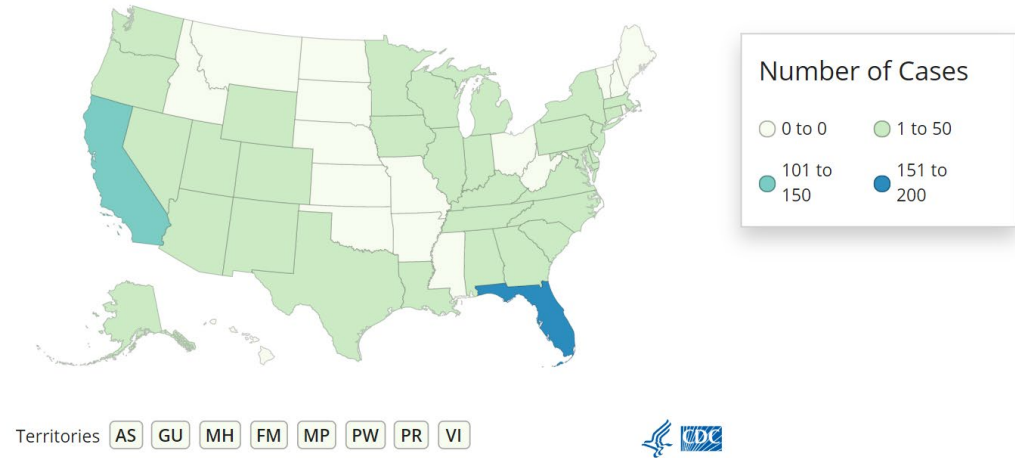 Number of Cases
0 to 0
1 to 50
101 to
150
151 to
200
Territories AS GU MH FM MP PW PR VI
CDC